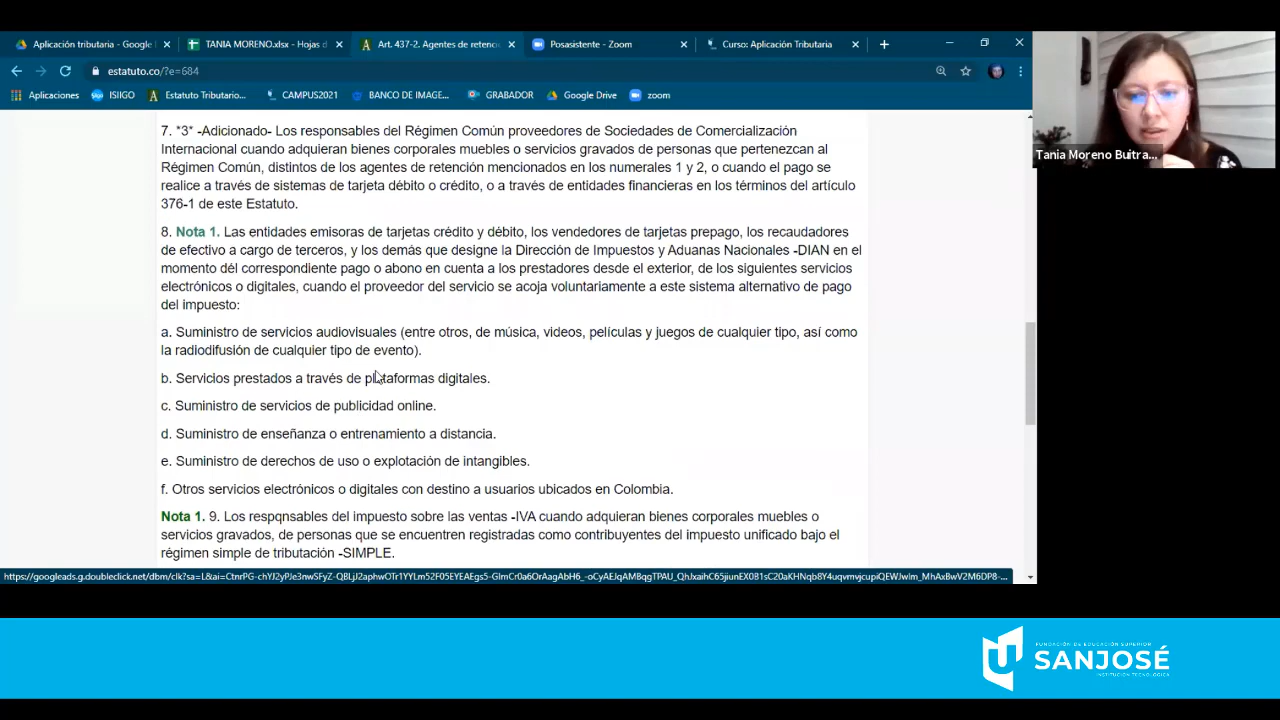 Aplicación tributaria - Google
TANIA MORENO.xlsx - Hojas d
Art. 437-2. Agentes de retenc
Posasistente - Zoom
Curso: Aplicación Tributaria
estatuto.co/?e=684
Aplicaciones
SIIGO
Estatuto Tributario...
CAMPUS2021
BANCO DE IMAGE...
GRABADOR
Google Drive
zoom
7. *3* -Adicionado- Los responsables del Régimen Común proveedores de Sociedades de Comercialización
Internacional cuando adquieran bienes corporales muebles o servicios gravados de personas que pertenezcan al
Régimen Común, distintos de los agentes de retención mencionados en los numerales 1 y 2, o cuando el pago se
realice a través de sistemas de tarjeta débito o crédito, o a través de entidades financieras en los términos del artículo
376-1 de este Estatuto.
8. Nota 1. Las entidades emisoras de tarjetas crédito y débito, los vendedores de tarjetas prepago, los recaudadores
de efectivo a cargo de terceros, y los demás que designe la Dirección de Impuestos y Aduanas Nacionales -DIAN en el
momento dél correspondiente pago o abono en cuenta a los prestadores desde el exterior, de los siguientes servicios
electrónicos o digitales, cuando el proveedor del servicio se acoja voluntariamente a este sistema alternativo de pago
del impuesto:
a. Suministro de servicios audiovisuales (entre otros, de música, videos, películas y juegos de cualquier tipo, así como
la radiodifusión de cualquier tipo de evento).
b. Servicios prestados a través de plataformas digitales.
c. Suministro de servicios de publicidad online.
d. Suministro de enseñanza o entrenamiento a distancia.
e. Suministro de derechos de uso o explotación de intangibles.
f. Otros servicios electrónicos o digitales con destino a usuarios ubicados en Colombia.
Nota 1. 9. Los respqnsables del impuesto sobre las ventas -IVA cuando adquieran bienes corporales muebles o
servicios gravados, de personas que se encuentren registradas como contribuyentes del impuesto unificado bajo el
régimen simple de tributación -SIMPLE.
Tania Moreno Buitra...
FUNDACIÓN DE EDUCACIÓN SUPERIOR
SANJOSÉ
INSTITUCIÓN TECNOLÓGICA